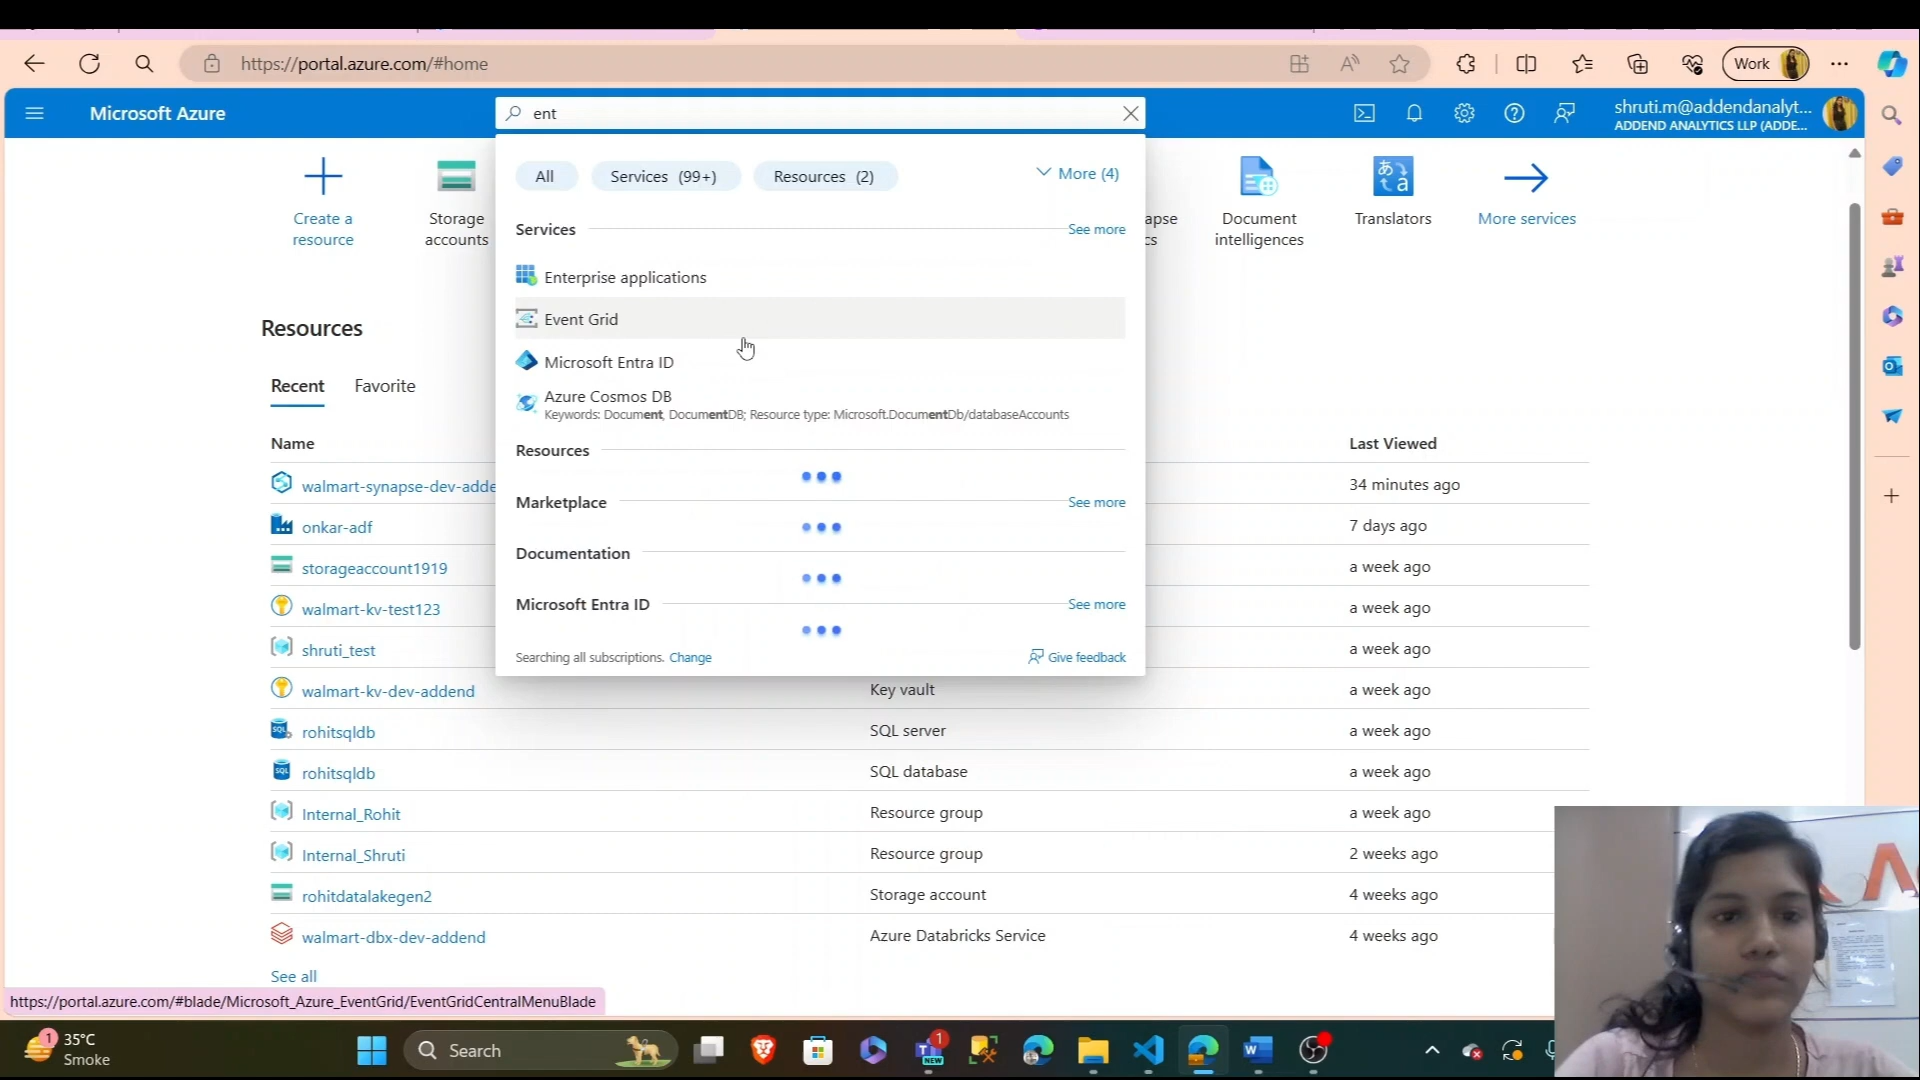 https://portal.azure.com/#home
Work
Microsoft Azure
ent
shruti.m@addendanalyt...
ADDEND ANALYTICS LLP (ADDE...
All
Services (99+)
Resources (2)
More (4)
Create a
resource
Storage
accounts
apse
cs
Document
intelligences
Translators
More services
Services
See more
Enterprise applications
Event Grid
Microsoft Entra ID
Azure Cosmos DB
Keywords: Document, DocumentDB; Resource type: Microsoft.DocumentDb/databaseAccounts
Resources
Marketplace
See more
Documentation
Microsoft Entra ID
See more
Searching all subscriptions. Change
Give feedback
Resources
Recent
Favorite
Name
Last Viewed
walmart-synapse-dev-adde
34 minutes ago
onkar-adf
7 days ago
storageaccount1919
a week ago
walmart-kv-test123
a week ago
shruti_test
a week ago
walmart-kv-dev-addend
Key vault
a week ago
rohitsqldb
SQL server
a week ago
rohitsqldb
SQL database
a week ago
Internal_Rohit
Resource group
a week ago
Internal_Shruti
Resource group
2 weeks ago
rohitdatalakegen2
Storage account
4 weeks ago
walmart-dbx-dev-addend
Azure Databricks Service
4 weeks ago
See all
https://portal.azure.com/#blade/Microsoft_Azure_EventGrid/EventGridCentralMenuBlade
1
35°C
Smoke
Search
1
NEW